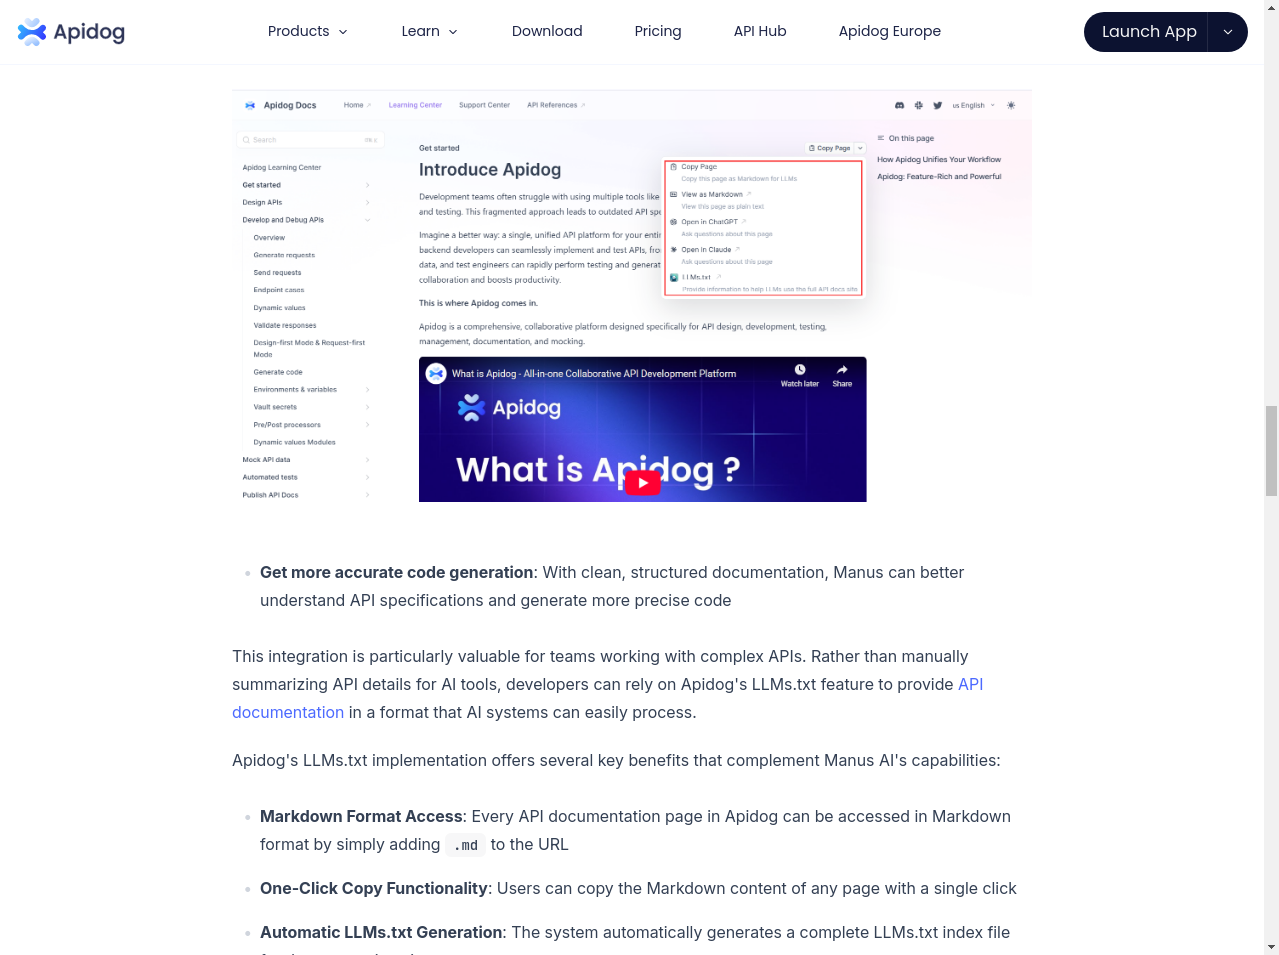 Apidog
Products
Learn
Download
Pricing
API Hub
Apidog Europe
Launch App
Apidog Docs
Home
Learning Center
Support Center
API References
us English
Search
Apidog Learning Center
Get started
Design APIs
Develop and Debug APIs
Overview
Generate requests
Send requests
Endpoint cases
Dynamic values
Validate responses
Design-first Mode & Request-first
Mode
Generate code
Environments & variables
Vault secrets
Pre/Post processors
Dynamic values Modules
Mock API data
Automated tests
Publish API Docs
Get started
Copy Page
Introduce Apidog
Development teams often struggle with using multiple tools like
and testing. This fragmented approach leads to outdated API spe
Imagine a better way: a single, unified API platform for your enti
backend developers can seamlessly implement and test APIs, fro
data, and test engineers can rapidly perform testing and generat
collaboration and boosts productivity.
This is where Apidog comes in.
Apidog is a comprehensive, collaborative platform designed specifically for API design, development, testing,
management, documentation, and mocking.
Copy Page
Copy this page as Markdown for LLMs
View as Markdown
View this page as plain text
Open in ChatGPT
Ask questions about this page
Open in Claude
Ask questions about this page
LLMs.txt
Provide information to help LLMs use the full API docs site
On this page
How Apidog Unifies Your Workflow
Apidog: Feature-Rich and Powerful
What is Apidog - All-in-one Collaborative API Development Platform
Watch later
Share
Apidog
What is Apidog ?
Get more accurate code generation: With clean, structured documentation, Manus can better
understand API specifications and generate more precise code
This integration is particularly valuable for teams working with complex APIs. Rather than manually
summarizing API details for AI tools, developers can rely on Apidog's LLMs.txt feature to provide API
documentation in a format that AI systems can easily process.
Apidog's LLMs.txt implementation offers several key benefits that complement Manus AI's capabilities:
Markdown Format Access: Every API documentation page in Apidog can be accessed in Markdown
format by simply adding .md to the URL
One-Click Copy Functionality: Users can copy the Markdown content of any page with a single click
Automatic LLMs.txt Generation: The system automatically generates a complete LLMs.txt index file